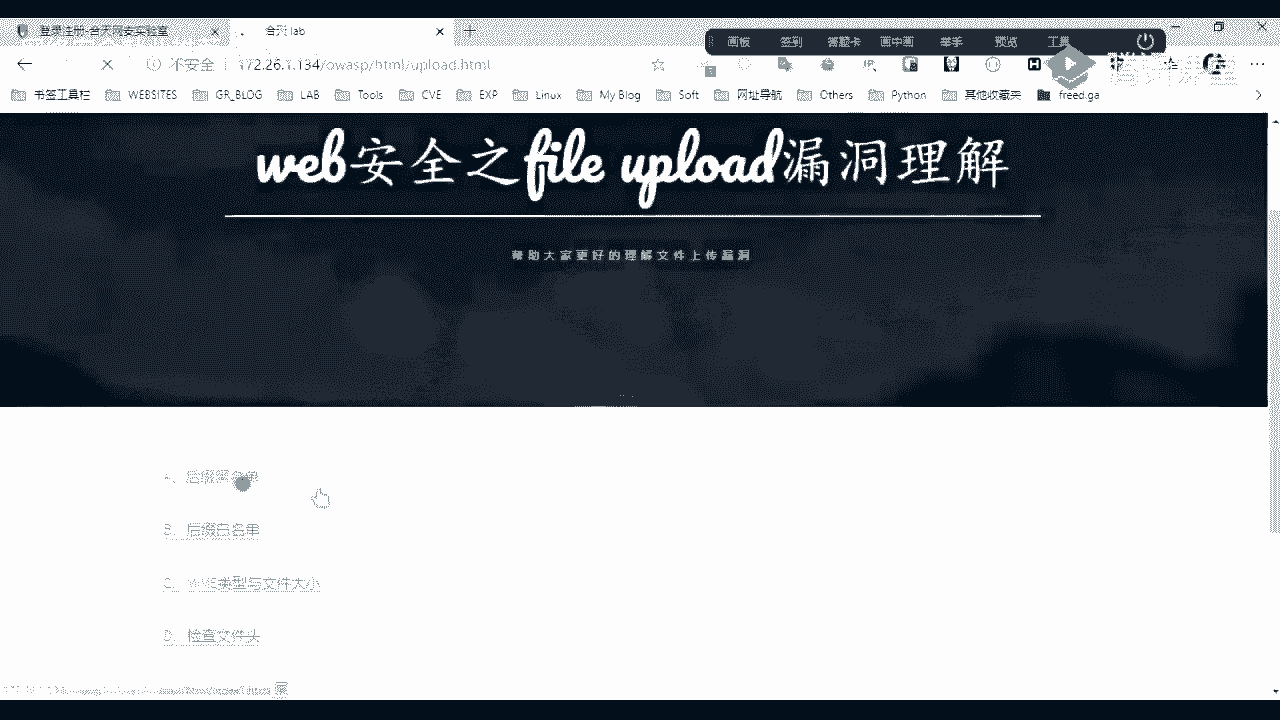 登录注册-合天网安实验室
合天lab
画板 签到 答题卡 画中画 举手 预览 工具
不安全 172.26.1.134/owasp/html/upload.html
书签工具栏 WEBSITES GR_BLOG LAB Tools CVE EXP Linux My Blog Soft 网址导航 Others Python 其他收藏夹 freed.ga
web安全之file upload漏洞理解
帮助大家更好的理解文件上传漏洞
A、后缀黑名单
B、后缀白名单
C、MIME类型与文件大小
D、检查文件头